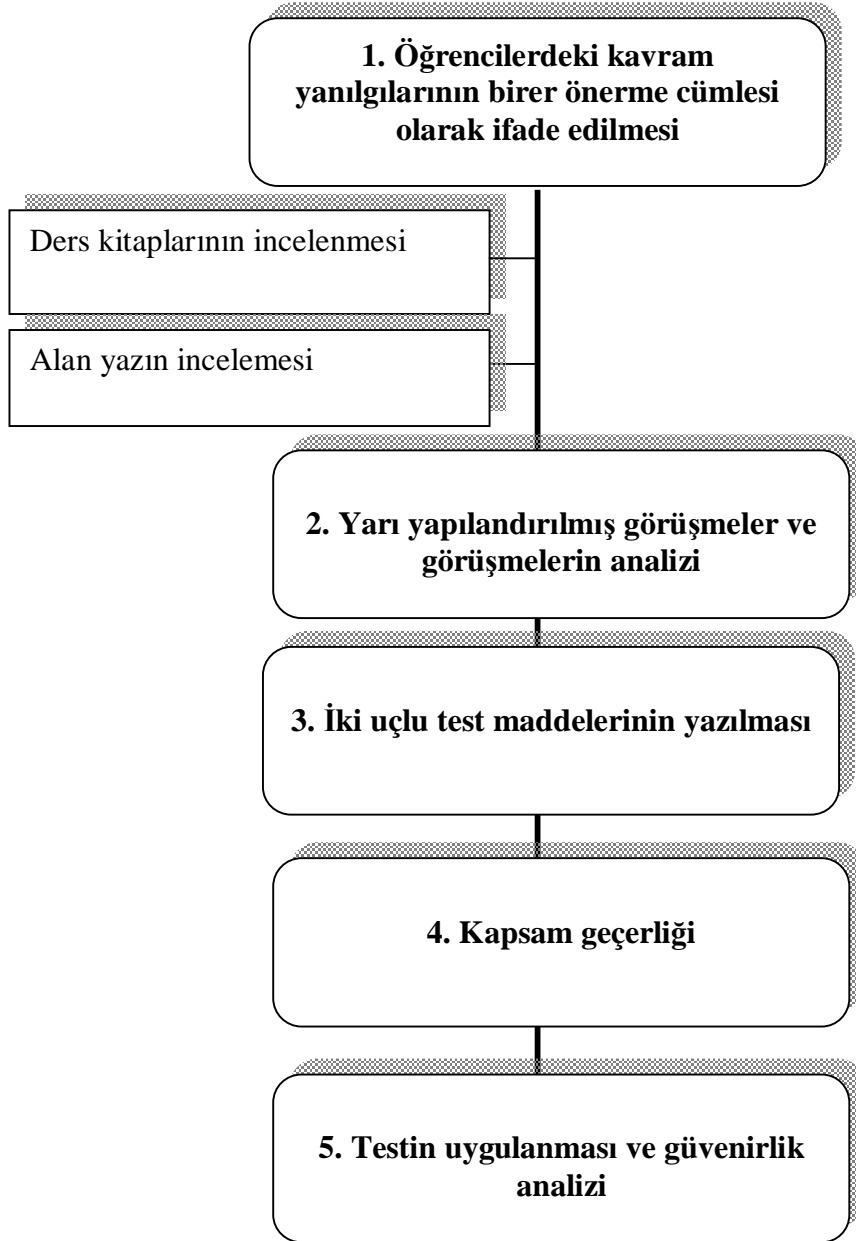 1. Öğrencilerdeki kavram
yanılgılarının birer önerme cümlesi
olarak ifade edilmesi
Ders kitaplarının incelenmesi
Alan yazın incelemesi
2. Yarı yapılandırılmış görüşmeler ve
görüşmelerin analizi
3. İki uçlu test maddelerinin yazılması
4. Kapsam geçerliği
5. Testin uygulanması ve güvenirlik
analizi